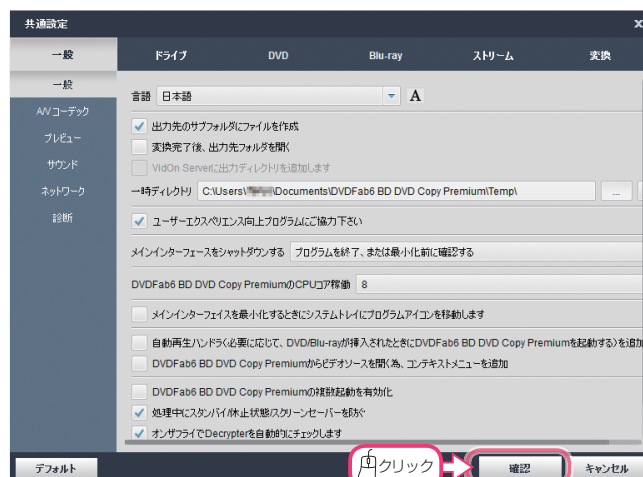 共通設定 x
一般 ドライブ DVD Blu-ray ストリーム 変換
一般
A/Vコーデック
プレビュー
サウンド
ネットワーク
診断
言語 日本語 A
出力先のサブフォルダにファイルを作成
変換完了後、出力先フォルダを開く
VidOn Serverに出力ディレクトリを追加します
一時ディレクトリ C:\Users\ \Documents\DVDFab6 BD DVD Copy Premium\Temp\ ...
ユーザーエクスペリエンス向上プログラムにご協力下さい
メインインターフェースをシャットダウンする プログラムを終了、または最小化前に確認する
DVDFab6 BD DVD Copy PremiumのCPUコア稼働 8
メインインターフェイスを最小化するときにシステムトレイにプログラムアイコンを移動します
自動再生ハンドラ(必要に応じて、DVD/Blu-rayが挿入されたときにDVDFab6 BD DVD Copy Premiumを起動する)を追加
DVDFab6 BD DVD Copy Premiumからビデオソースを開く為、コンテキストメニューを追加
DVDFab6 BD DVD Copy Premiumの複数起動を有効化
処理中にスタンバイ/休止状態/スクリーンセーバーを防ぐ
オンザフライでDecrypterを自動的にチェックします
デフォルト クリック 確認 キャンセル